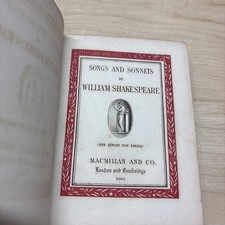 SONGS AND SONNETS
BY
WILLIAM SHAKESPEARE
MACMILLAN AND CO.
London and Cambridge